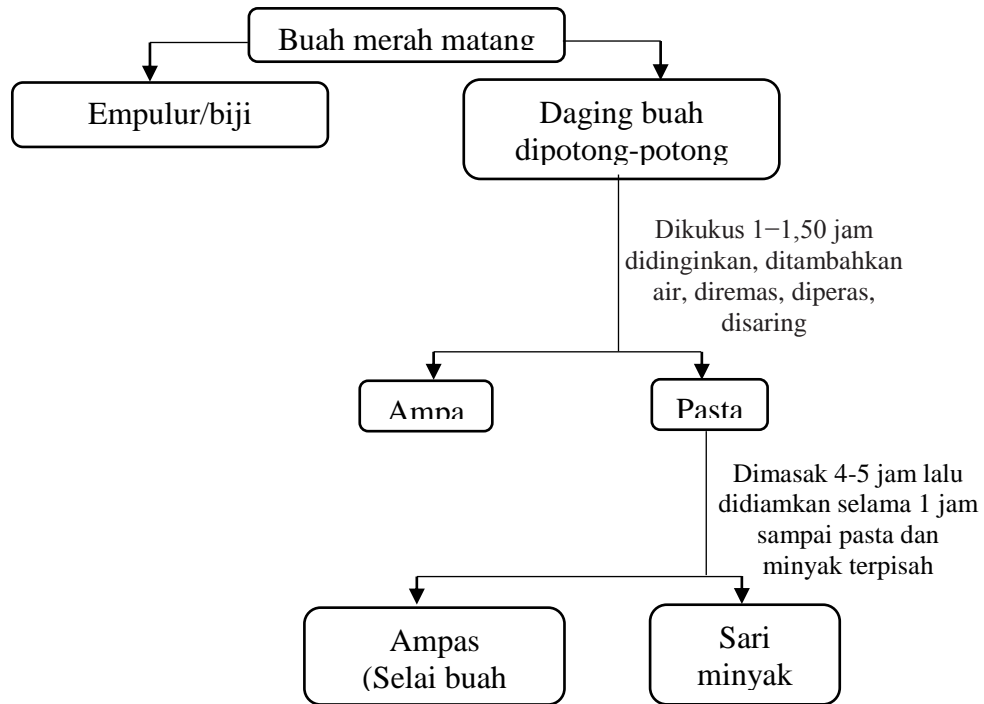 Buah merah matang
Empulur/biji
Daging buah
dipotong-potong
Dikukus 1−1,50 jam
didinginkan, ditambahkan
air, diremas, diperas,
disaring
Ampa
Pasta
Dimasak 4-5 jam lalu
didiamkan selama 1 jam
sampai pasta dan
minyak terpisah
Ampas
(Selai buah
Sari
minyak